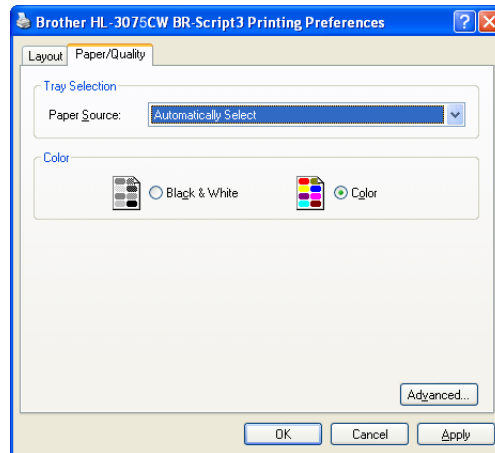 Brother HL-3075CW BR-Script3 Printing Preferences
Layout Paper/Quality
Tray Selection
Paper Source: Automatically Select
Color
Black & White Color
Advanced...
OK Cancel Apply